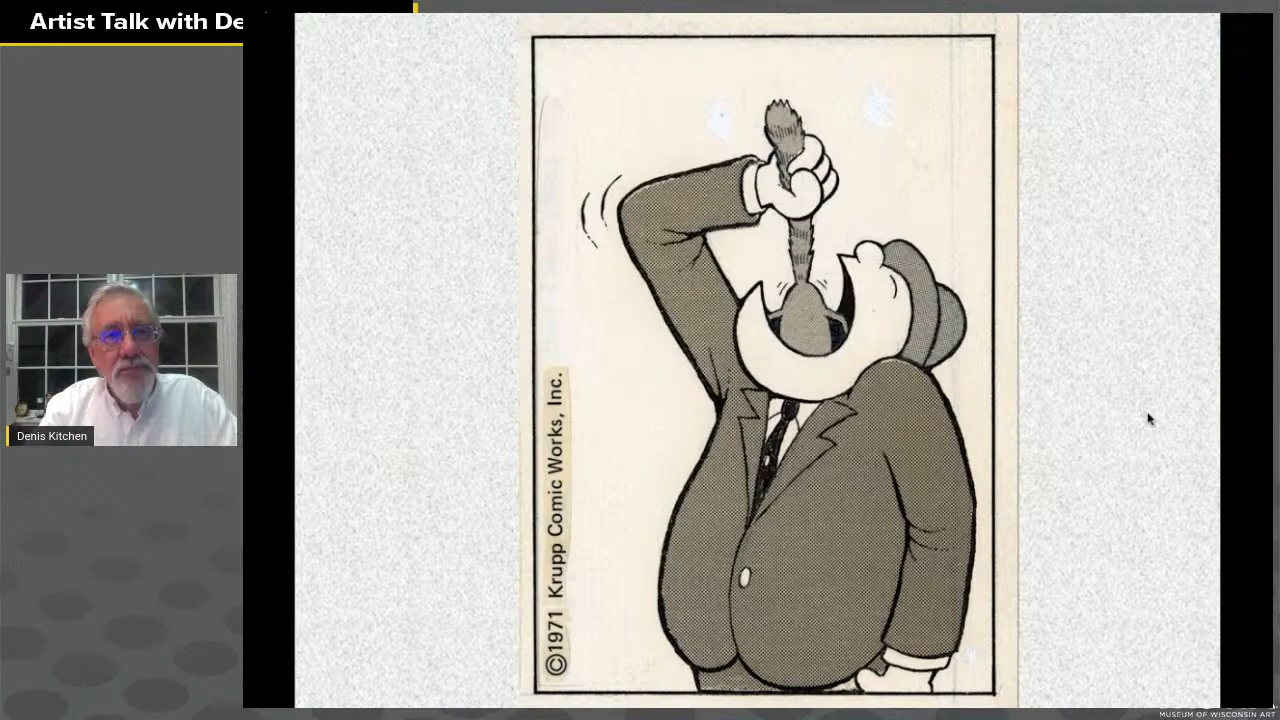 Artist Talk with De
©1971 Krupp Comic Works, Inc.
Denis Kitchen
MUSEUM OF WISCONSIN ART